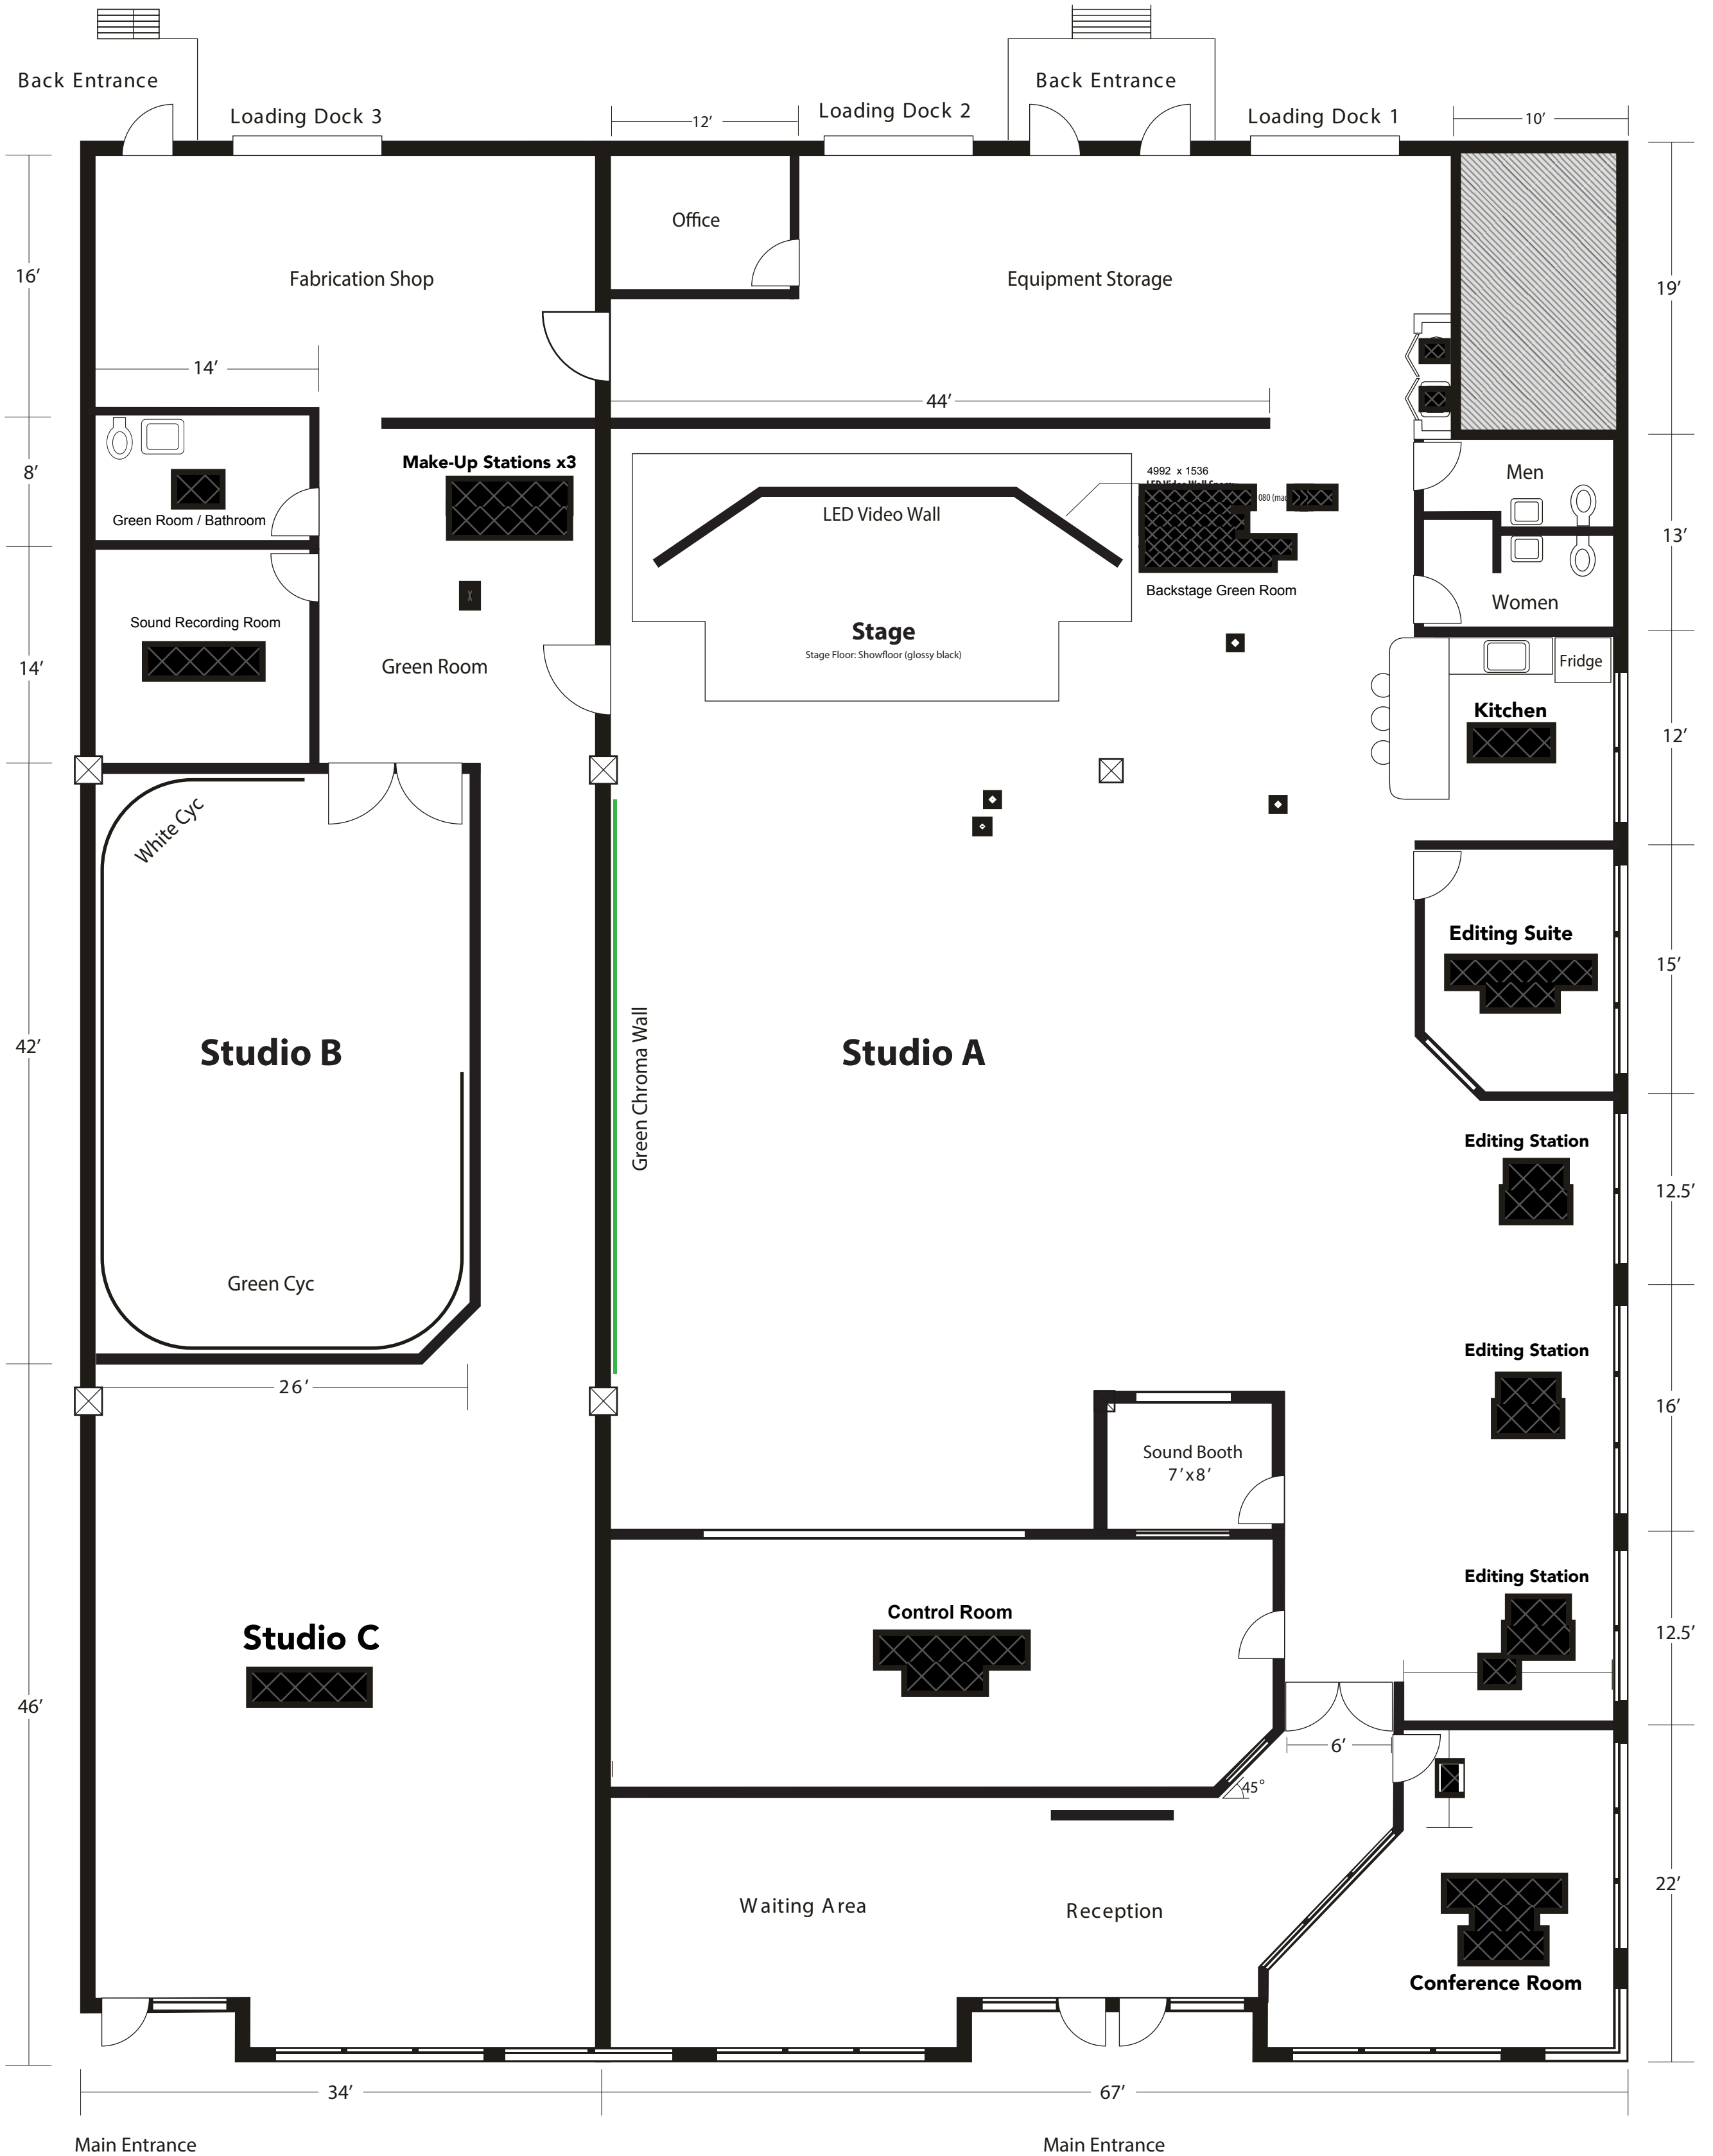 Back Entrance
Back Entrance
Loading Dock 3
12’
Loading Dock 2
Loading Dock 1
10’
Office
Fabrication Shop
Equipment Storage
16’
19’
14’
44’
Make-Up Stations x3
8’
Green Room / Bathroom
LED Video Wall
4992 x 1536
Men
13’
Backstage Green Room
Women
Sound Recording Room
Stage
Stage Floor: Showfloor (glossy black)
14’
Green Room
Fridge
Kitchen
12’
White Cyc
Editing Suite
15’
42’
Studio B
Green Chroma Wall
Studio A
Editing Station
12.5’
Green Cyc
Editing Station
26’
16’
Sound Booth
7’x8’
Editing Station
Control Room
12.5’
Studio C
46’
6’
45°
Waiting Area
Reception
22’
Conference Room
34’
67’
Main Entrance
Main Entrance